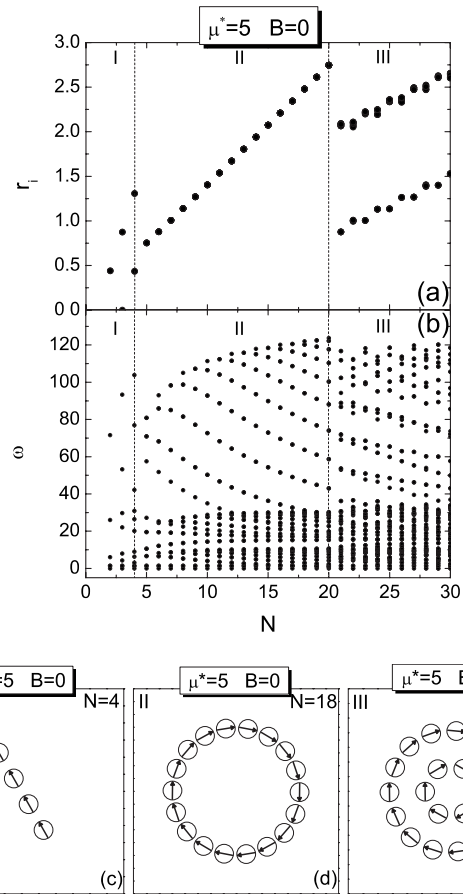 μ*=5 B=0
3.0
I II III
2.5
2.0
1.5
1.0
0.5
0.0
r_i
(a)
(b)
I II III
120
100
80
60
40
20
0
ω
0 5 10 15 20 25 30
N
=5 B=0
N=4
(c)
μ*=5 B=0
II
N=18
(d)
μ*=5 B
III